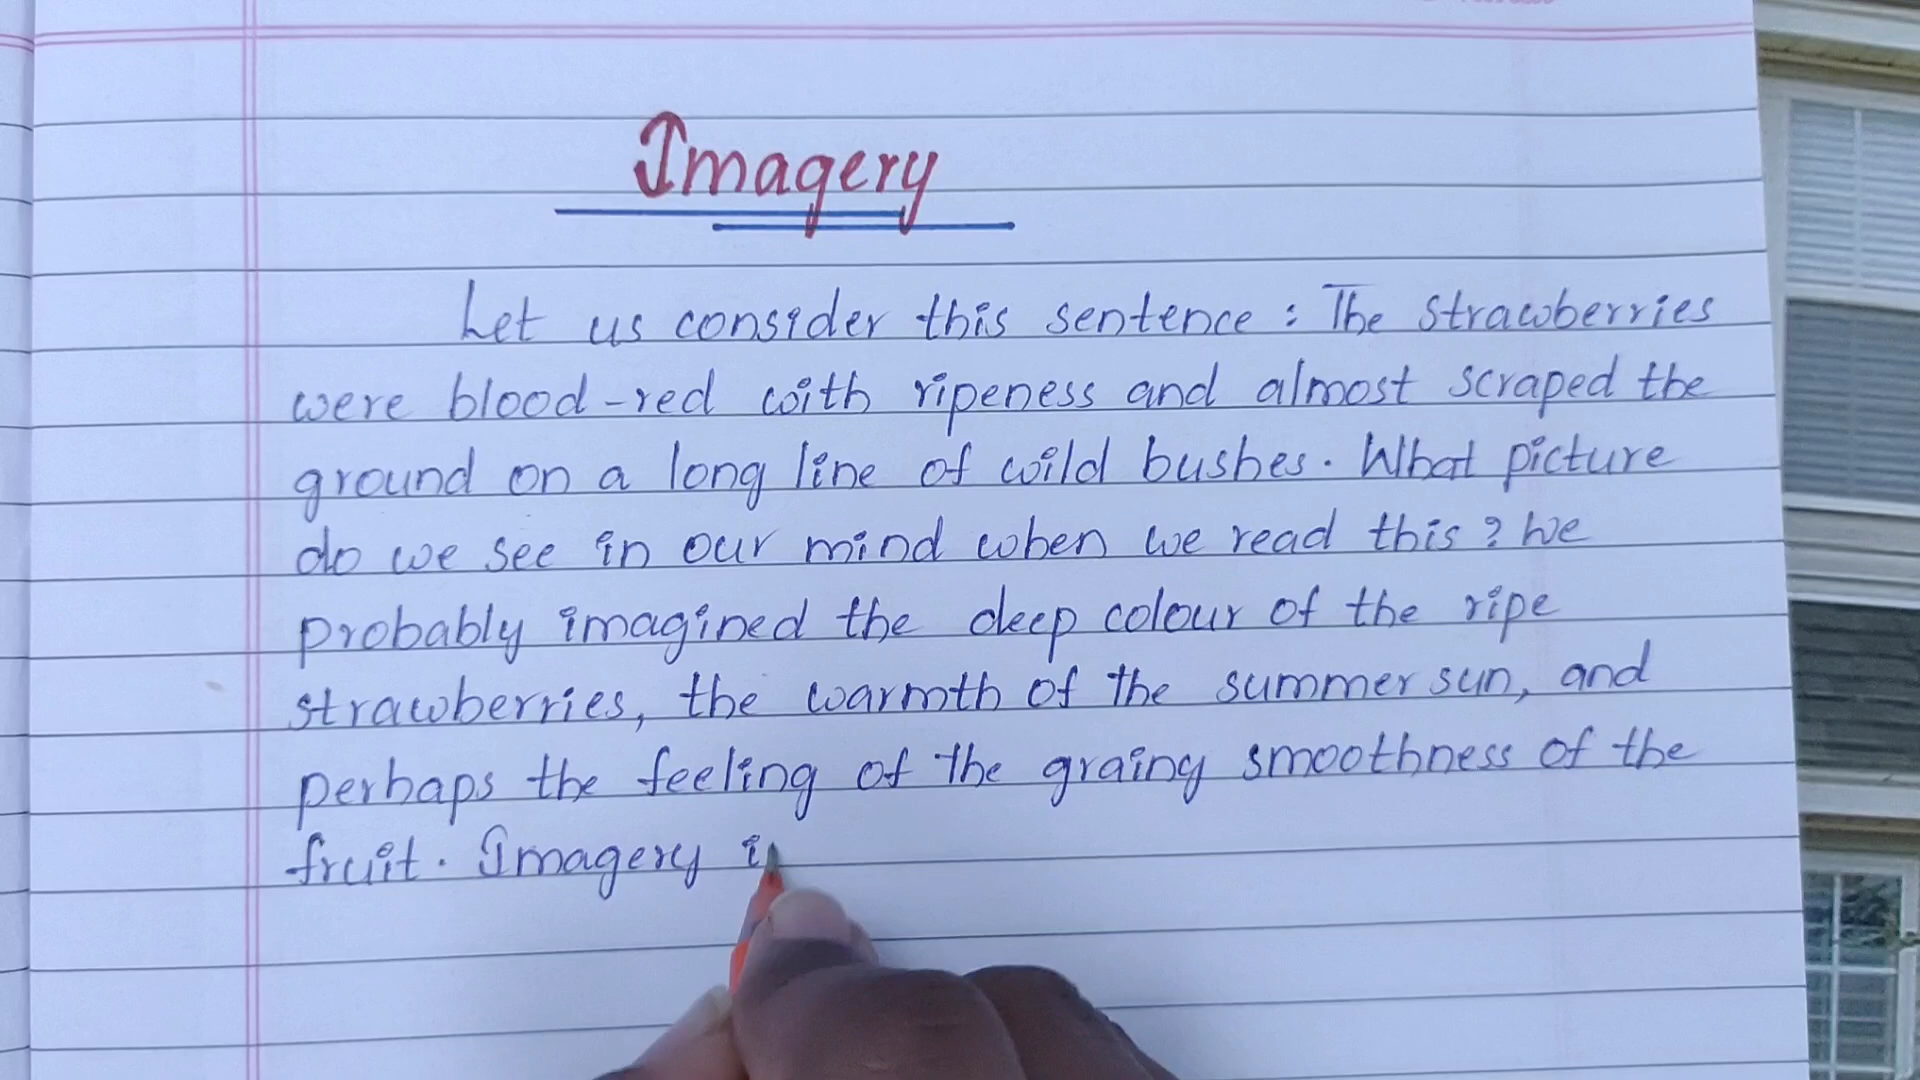 Imagery
Let us consider this sentence : The strawberries
were blood-red with ripeness and almost scraped the
ground on a long line of wild bushes. What picture
do we see in our mind when we read this? We
probably imagined the deep colour of the ripe
strawberries, the warmth of the summer sun, and
perhaps the feeling of the grainy smoothness of the
fruit. Imagery i